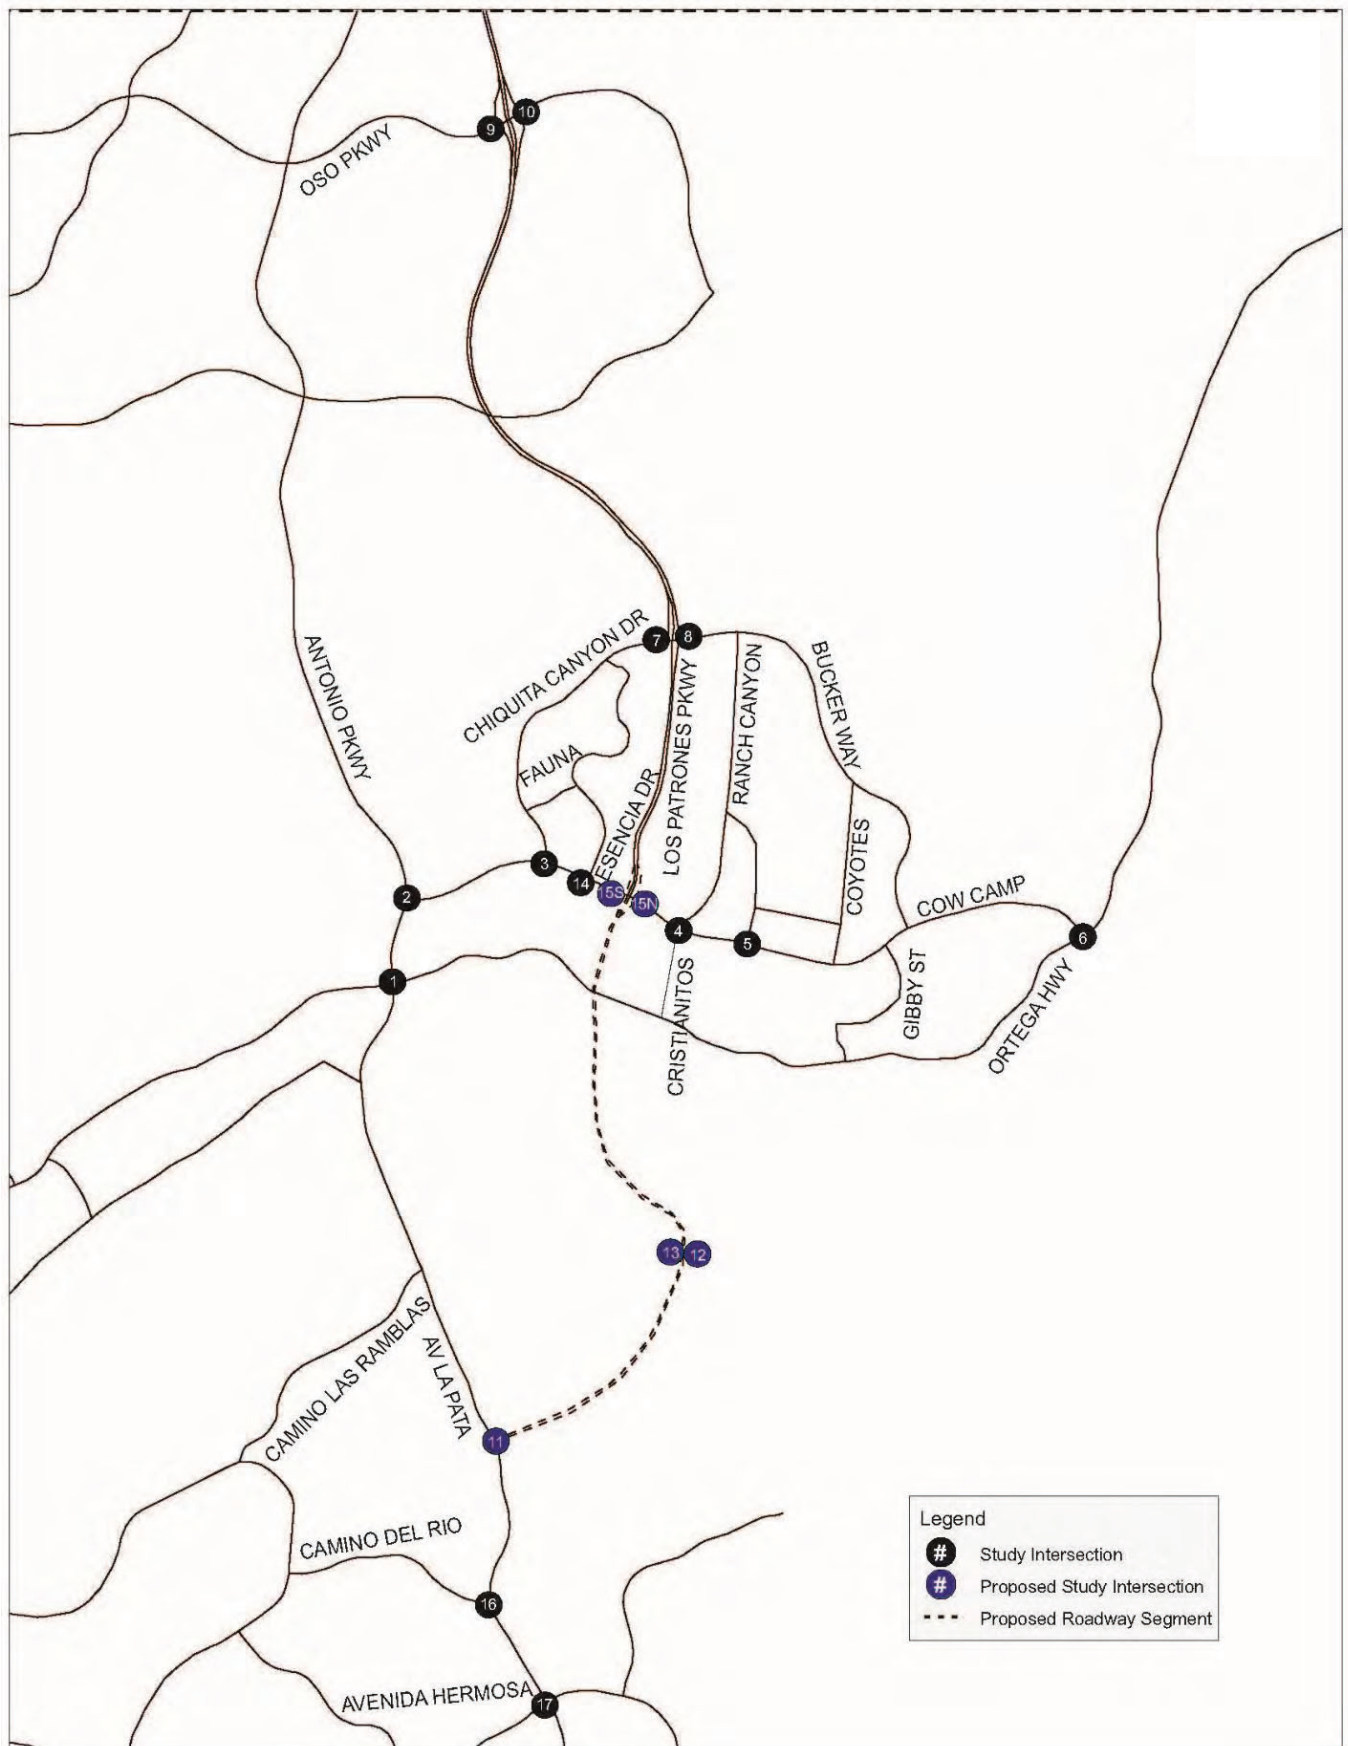 10
9
OSO PKWY
7
8
CHIQUITA CANYON DR
ANTONIO PKWY
FAUNA
ESENCIA DR
LOS PATRONES PKWY
RANCH CANYON
BUCKER WAY
COYOTES
3
14
15S
15N
2
4
5
COW CAMP
6
1
CRISTIANITOS
GIBBY ST
ORTEGA HWY
13
12
CAMINO LAS RAMBLAS
AV LA PATA
11
CAMINO DEL RIO
16
AVENIDA HERMOSA
17
Legend
# Study Intersection
# Proposed Study Intersection
Proposed Roadway Segment